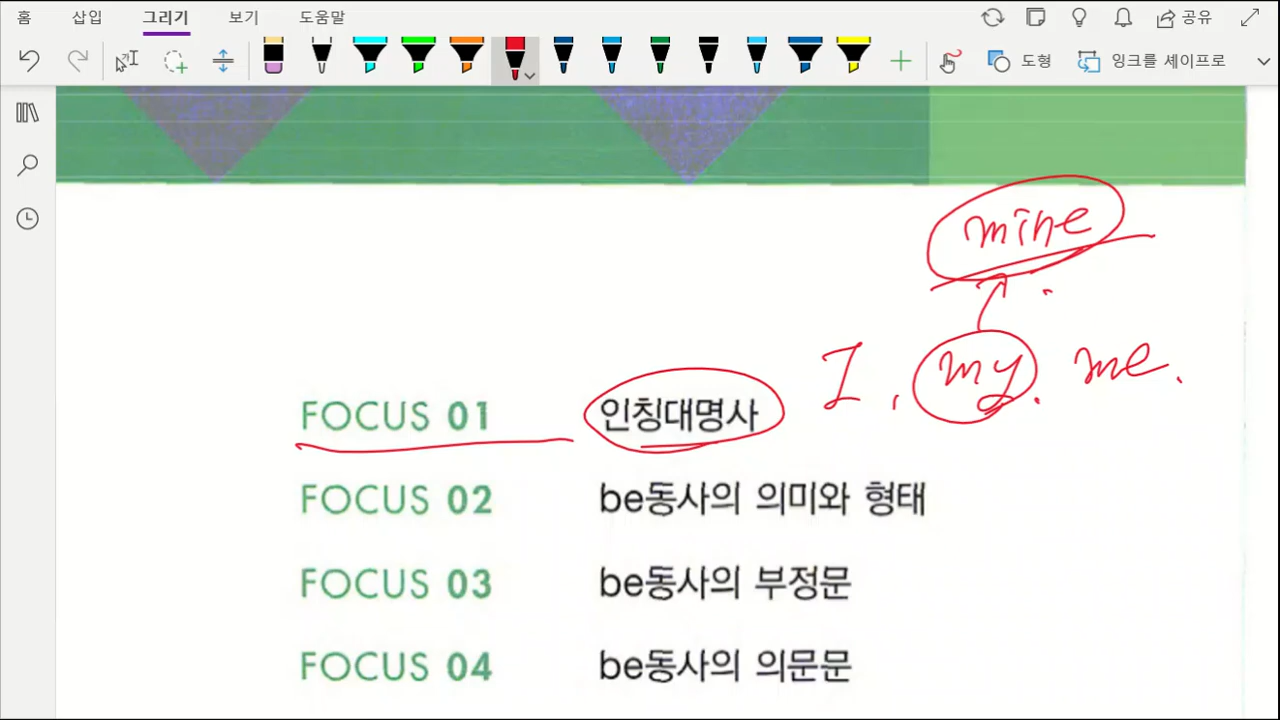 홈 삽입 그리기 보기 도움말 공유
도형 잉크를 셰이프로
mine
I, my. me.
FOCUS 01 인칭대명사
FOCUS 02 be동사의 의미와 형태
FOCUS 03 be동사의 부정문
FOCUS 04 be동사의 의문문